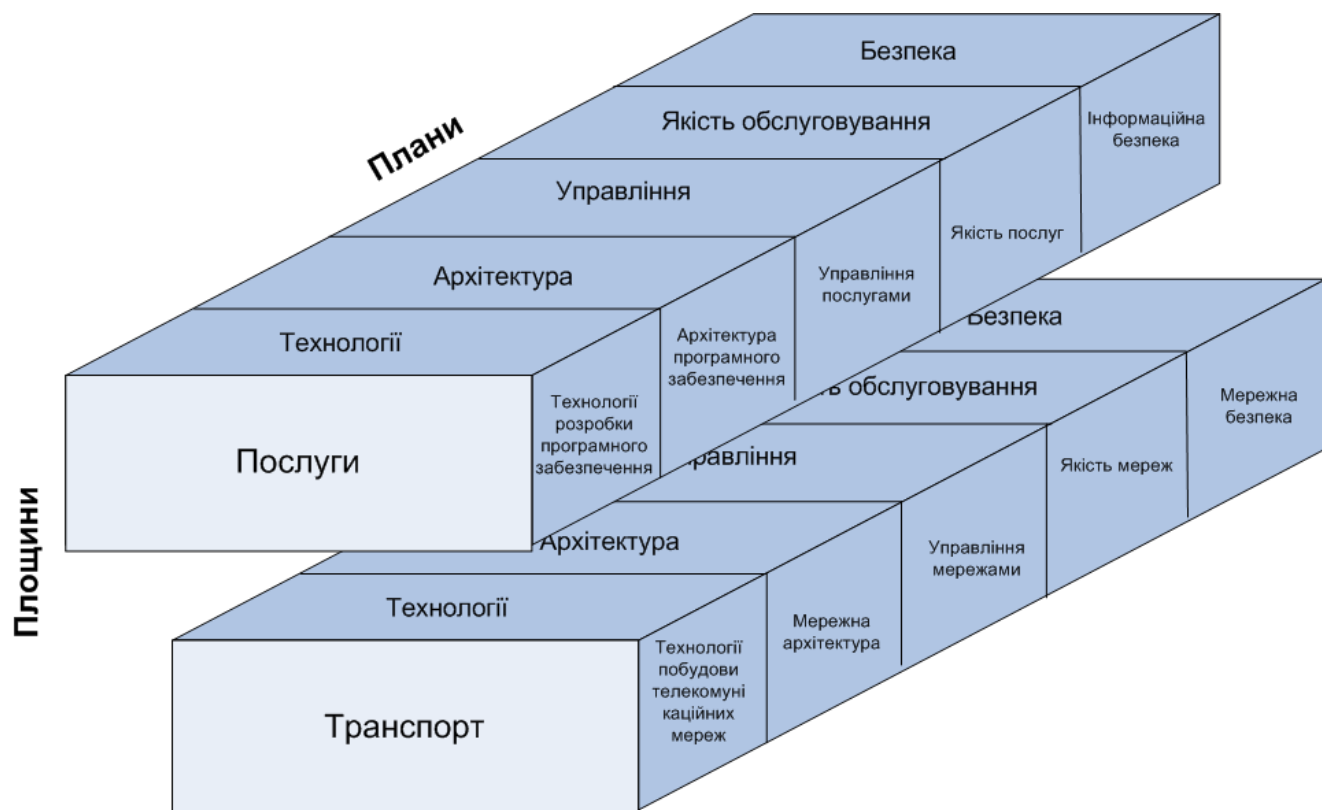 Плани
Площини
Безпека
Якість обслуговування
Управління
Архітектура
Технології
Послуги
Інформаційна
безпека
Якість послуг
Управління
послугами
Архітектура
програмного
забезпечення
Технології
розробки
програмного
забезпечення
Безпека
обслуговування
Архітектура
Технології
Транспорт
Мережна
безпека
Якість мереж
Управління
мережами
Мережна
архітектура
Технології
побудови
телекомуні
каційних
мереж